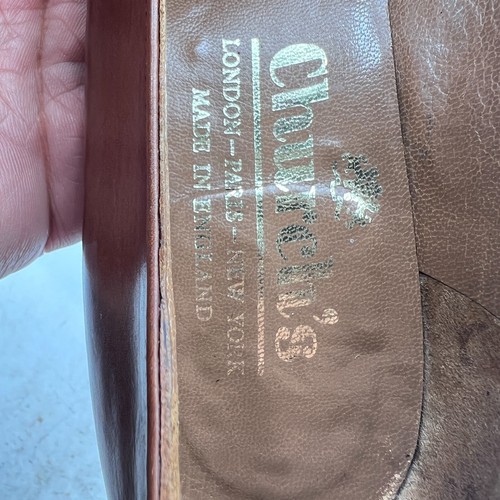 Church's
LONDON—PARIS—NEW YORK
MADE IN ENGLAND